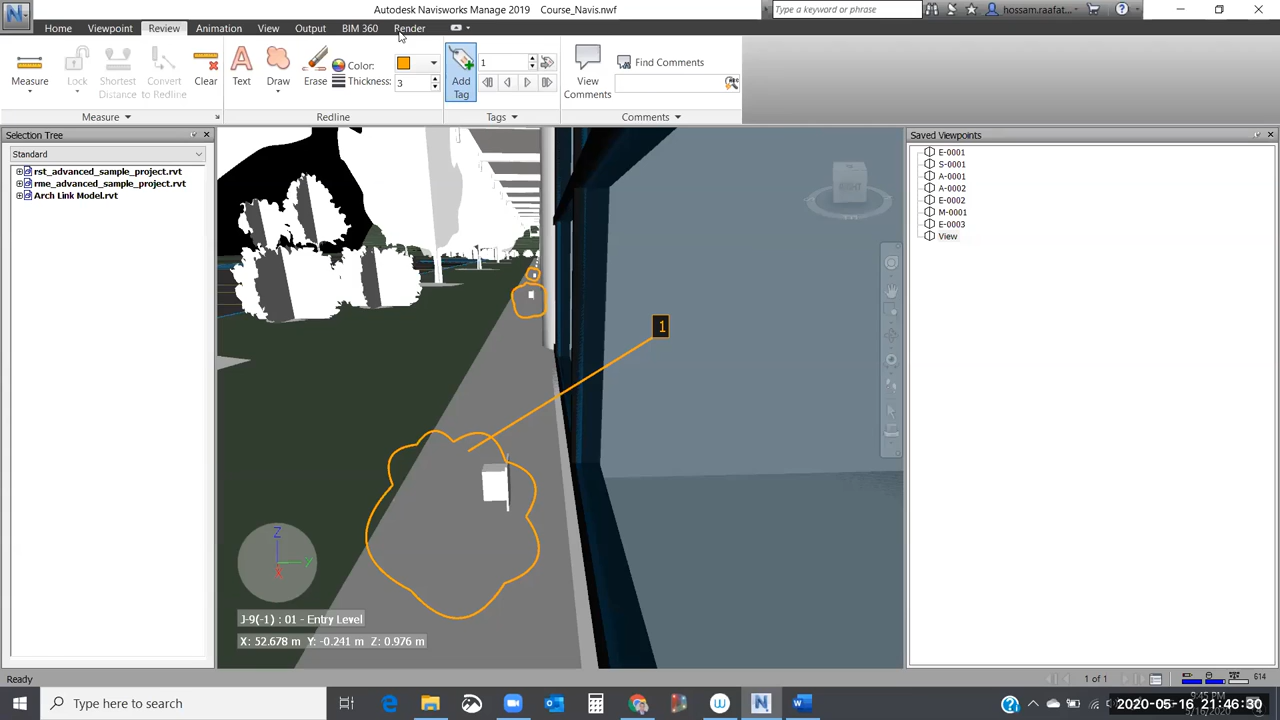 Autodesk Navisworks Manage 2019 Course_Navis.nwf
Type a keyword or phrase
hossam.raafat...
Home Viewpoint Review Animation View Output BIM 360 Render
Measure
Lock
Shortest Distance
Convert to Redline
Clear
Text
Draw
Erase
Color:
Thickness: 3
Add Tag
1
View Comments
Find Comments
Measure
Redline
Tags
Comments
Selection Tree
Standard
rst_advanced_sample_project.rvt
rme_advanced_sample_project.rvt
Arch Link Model.rvt
1
Z
Y
X
J-9(-1) : 01 - Entry Level
X: 52.678 m Y: -0.241 m Z: 0.976 m
Saved Viewpoints
E-0001
S-0001
A-0001
A-0002
E-0002
M-0001
E-0003
View
Ready
1 of 1
614
Type here to search
2020-05-16 21:46:30